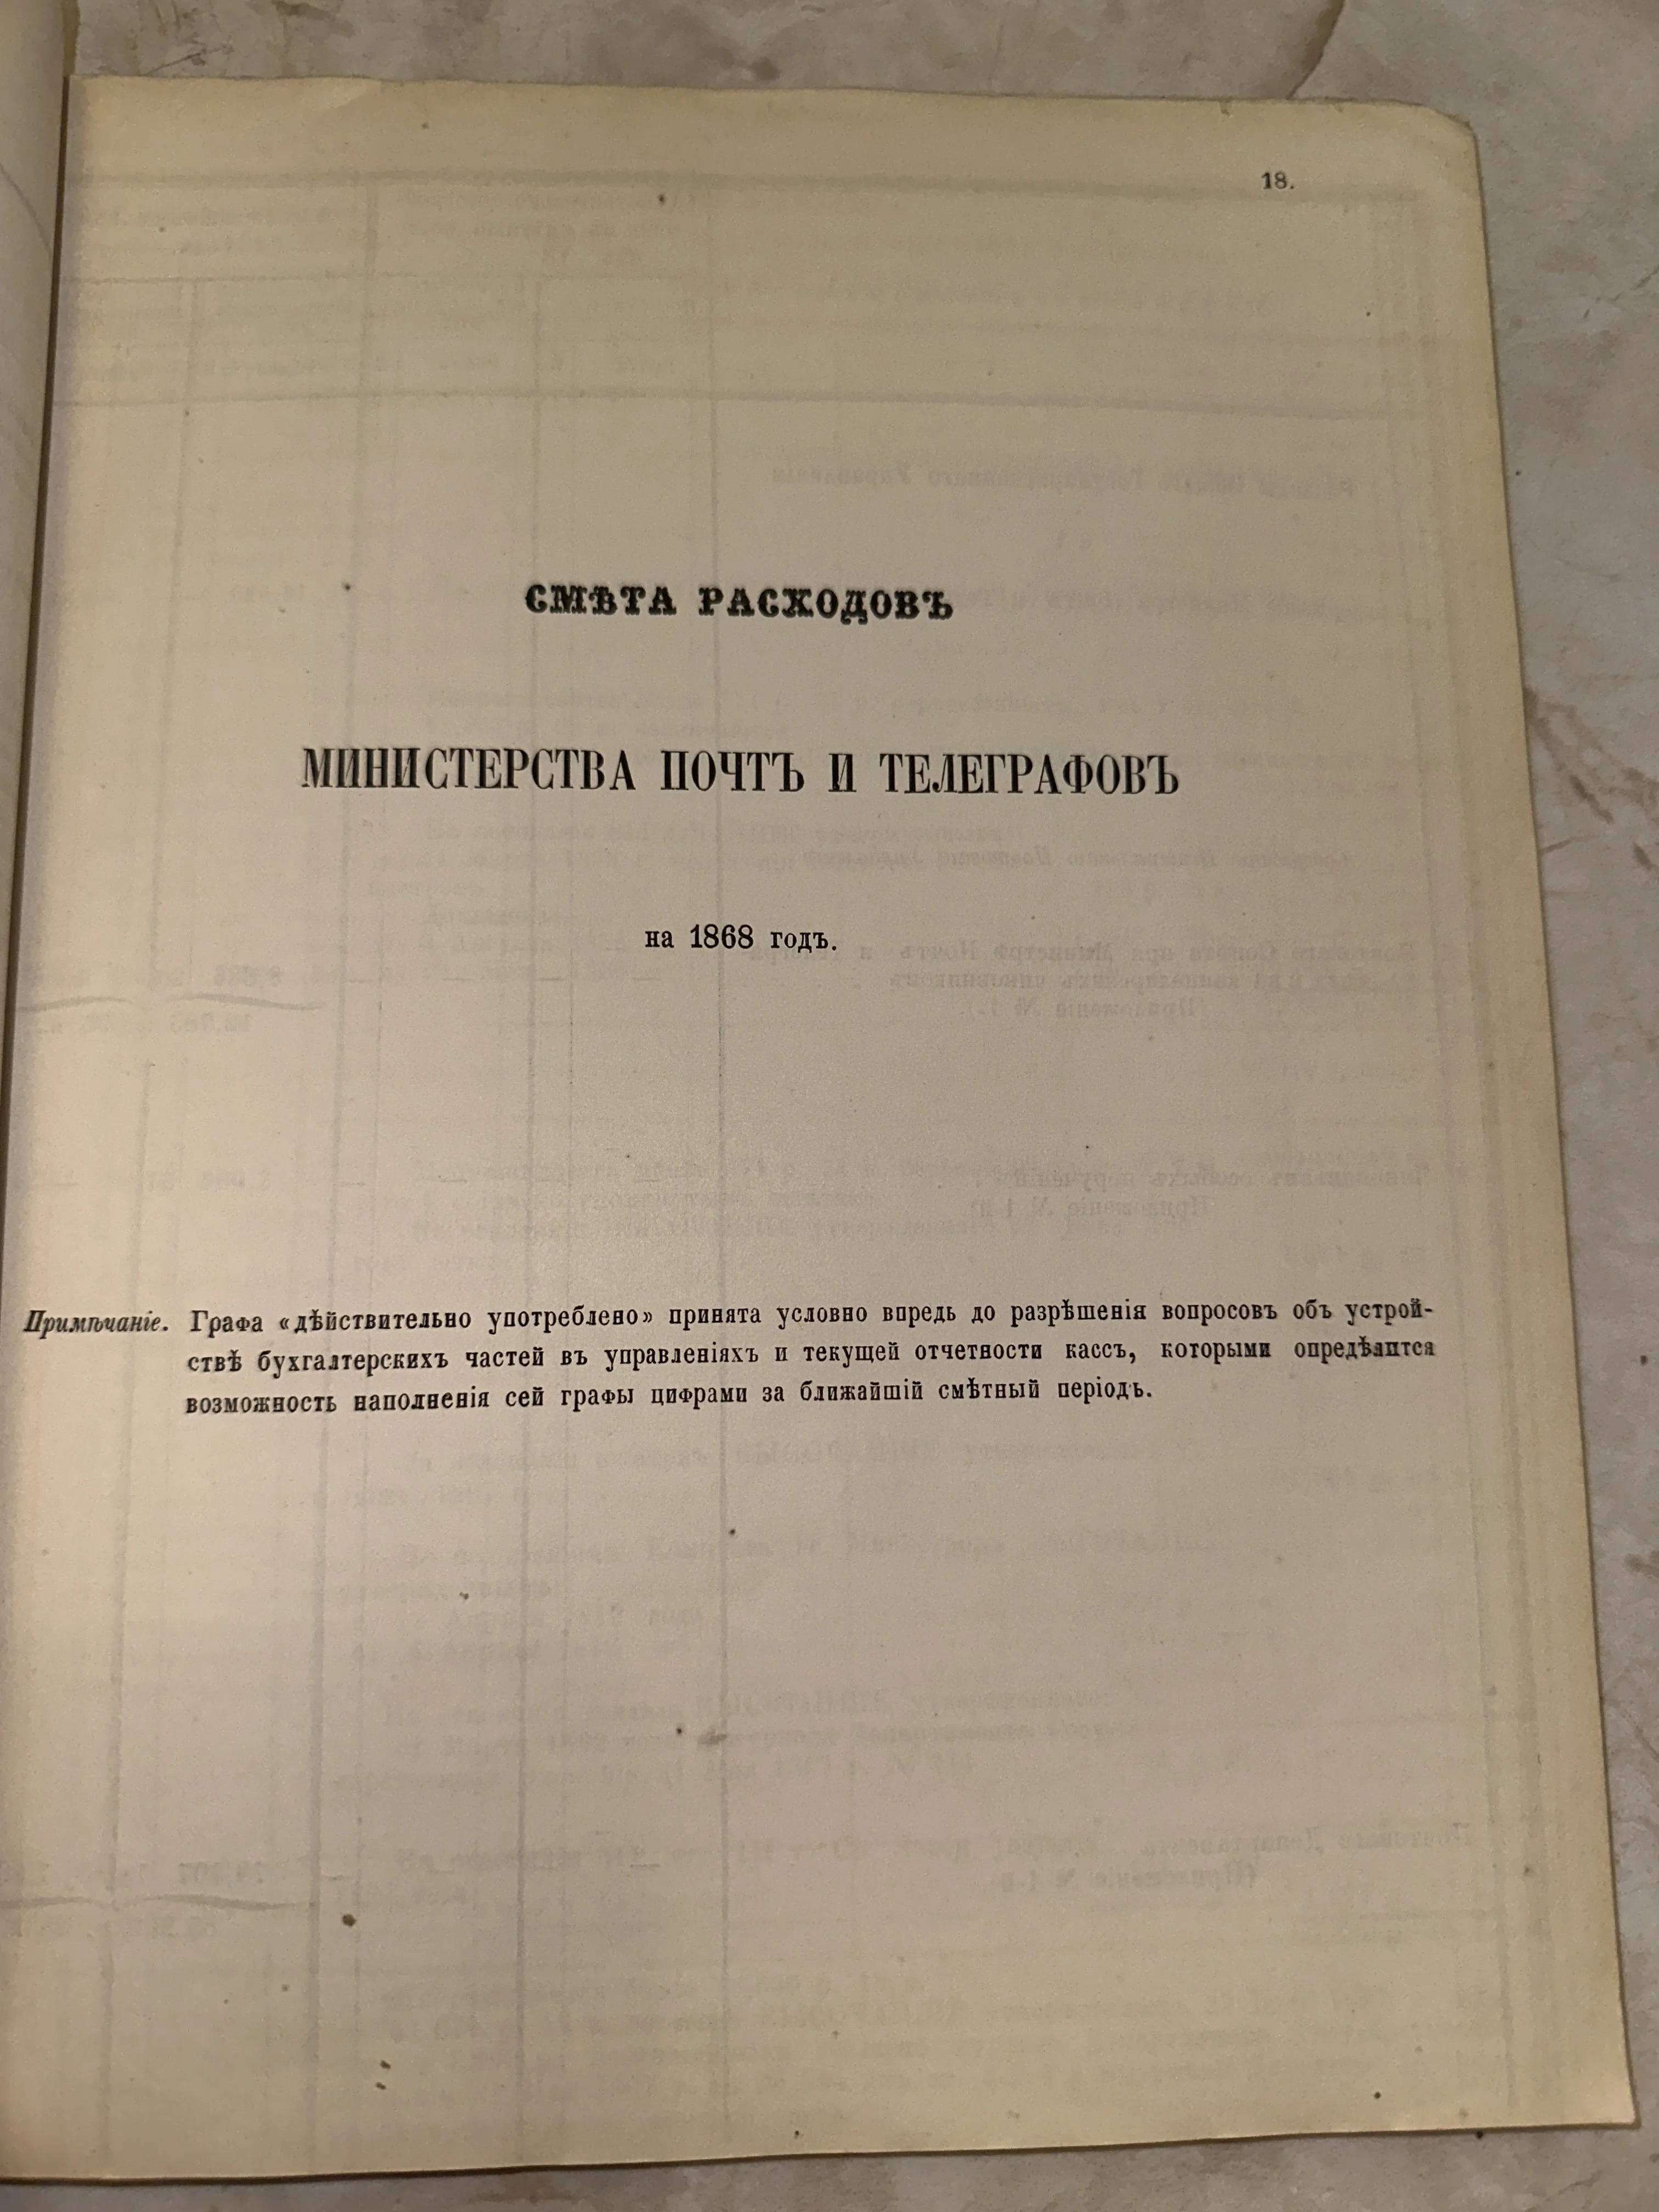 18.
СМѢТА РАСХОДОВЪ
МИНИСТЕРСТВА ПОЧТЪ И ТЕЛЕГРАФОВЪ
на 1868 годъ.
Примѣчаніе. Графа «дѣйствительно употреблено» принята условно впредь до разрѣшенія вопросовъ объ устрой-
ствѣ бухгалтерскихъ частей въ управленіяхъ и текущей отчетности кассъ, которыми опредѣлится
возможность наполненія сей графы цифрами за ближайшій смѣтный періодъ.